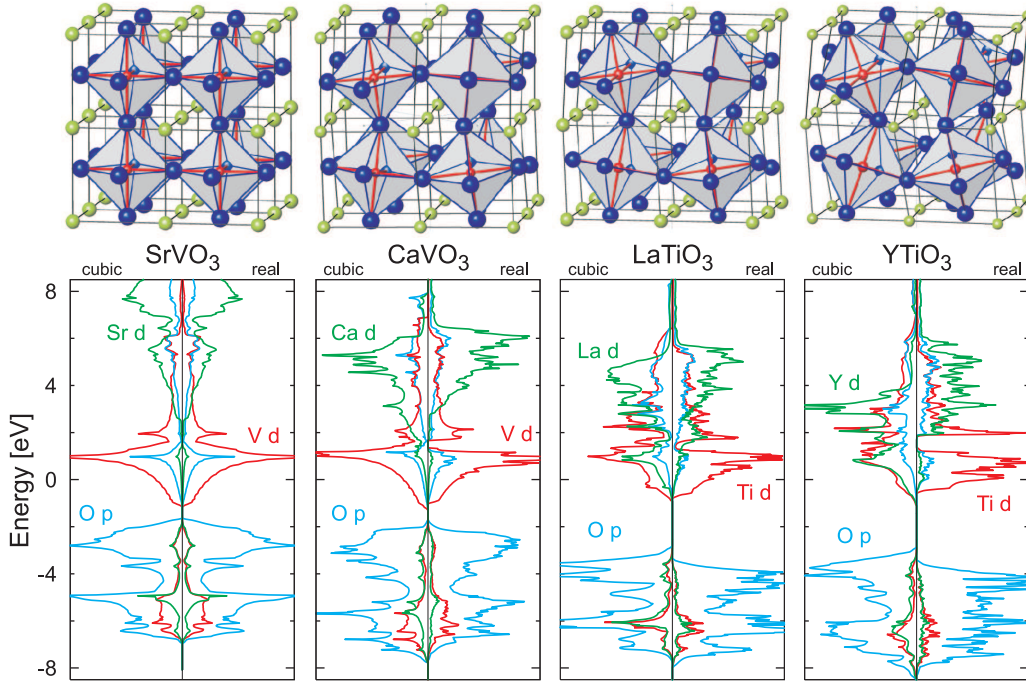 SrVO3 CaVO3 LaTiO3 YTiO3
cubic real cubic real cubic real cubic real
Energy [eV]
8
4
0
-4
-8
Sr d
V d
O p
Ca d
V d
O p
La d
Ti d
O p
Y d
Ti d
O p